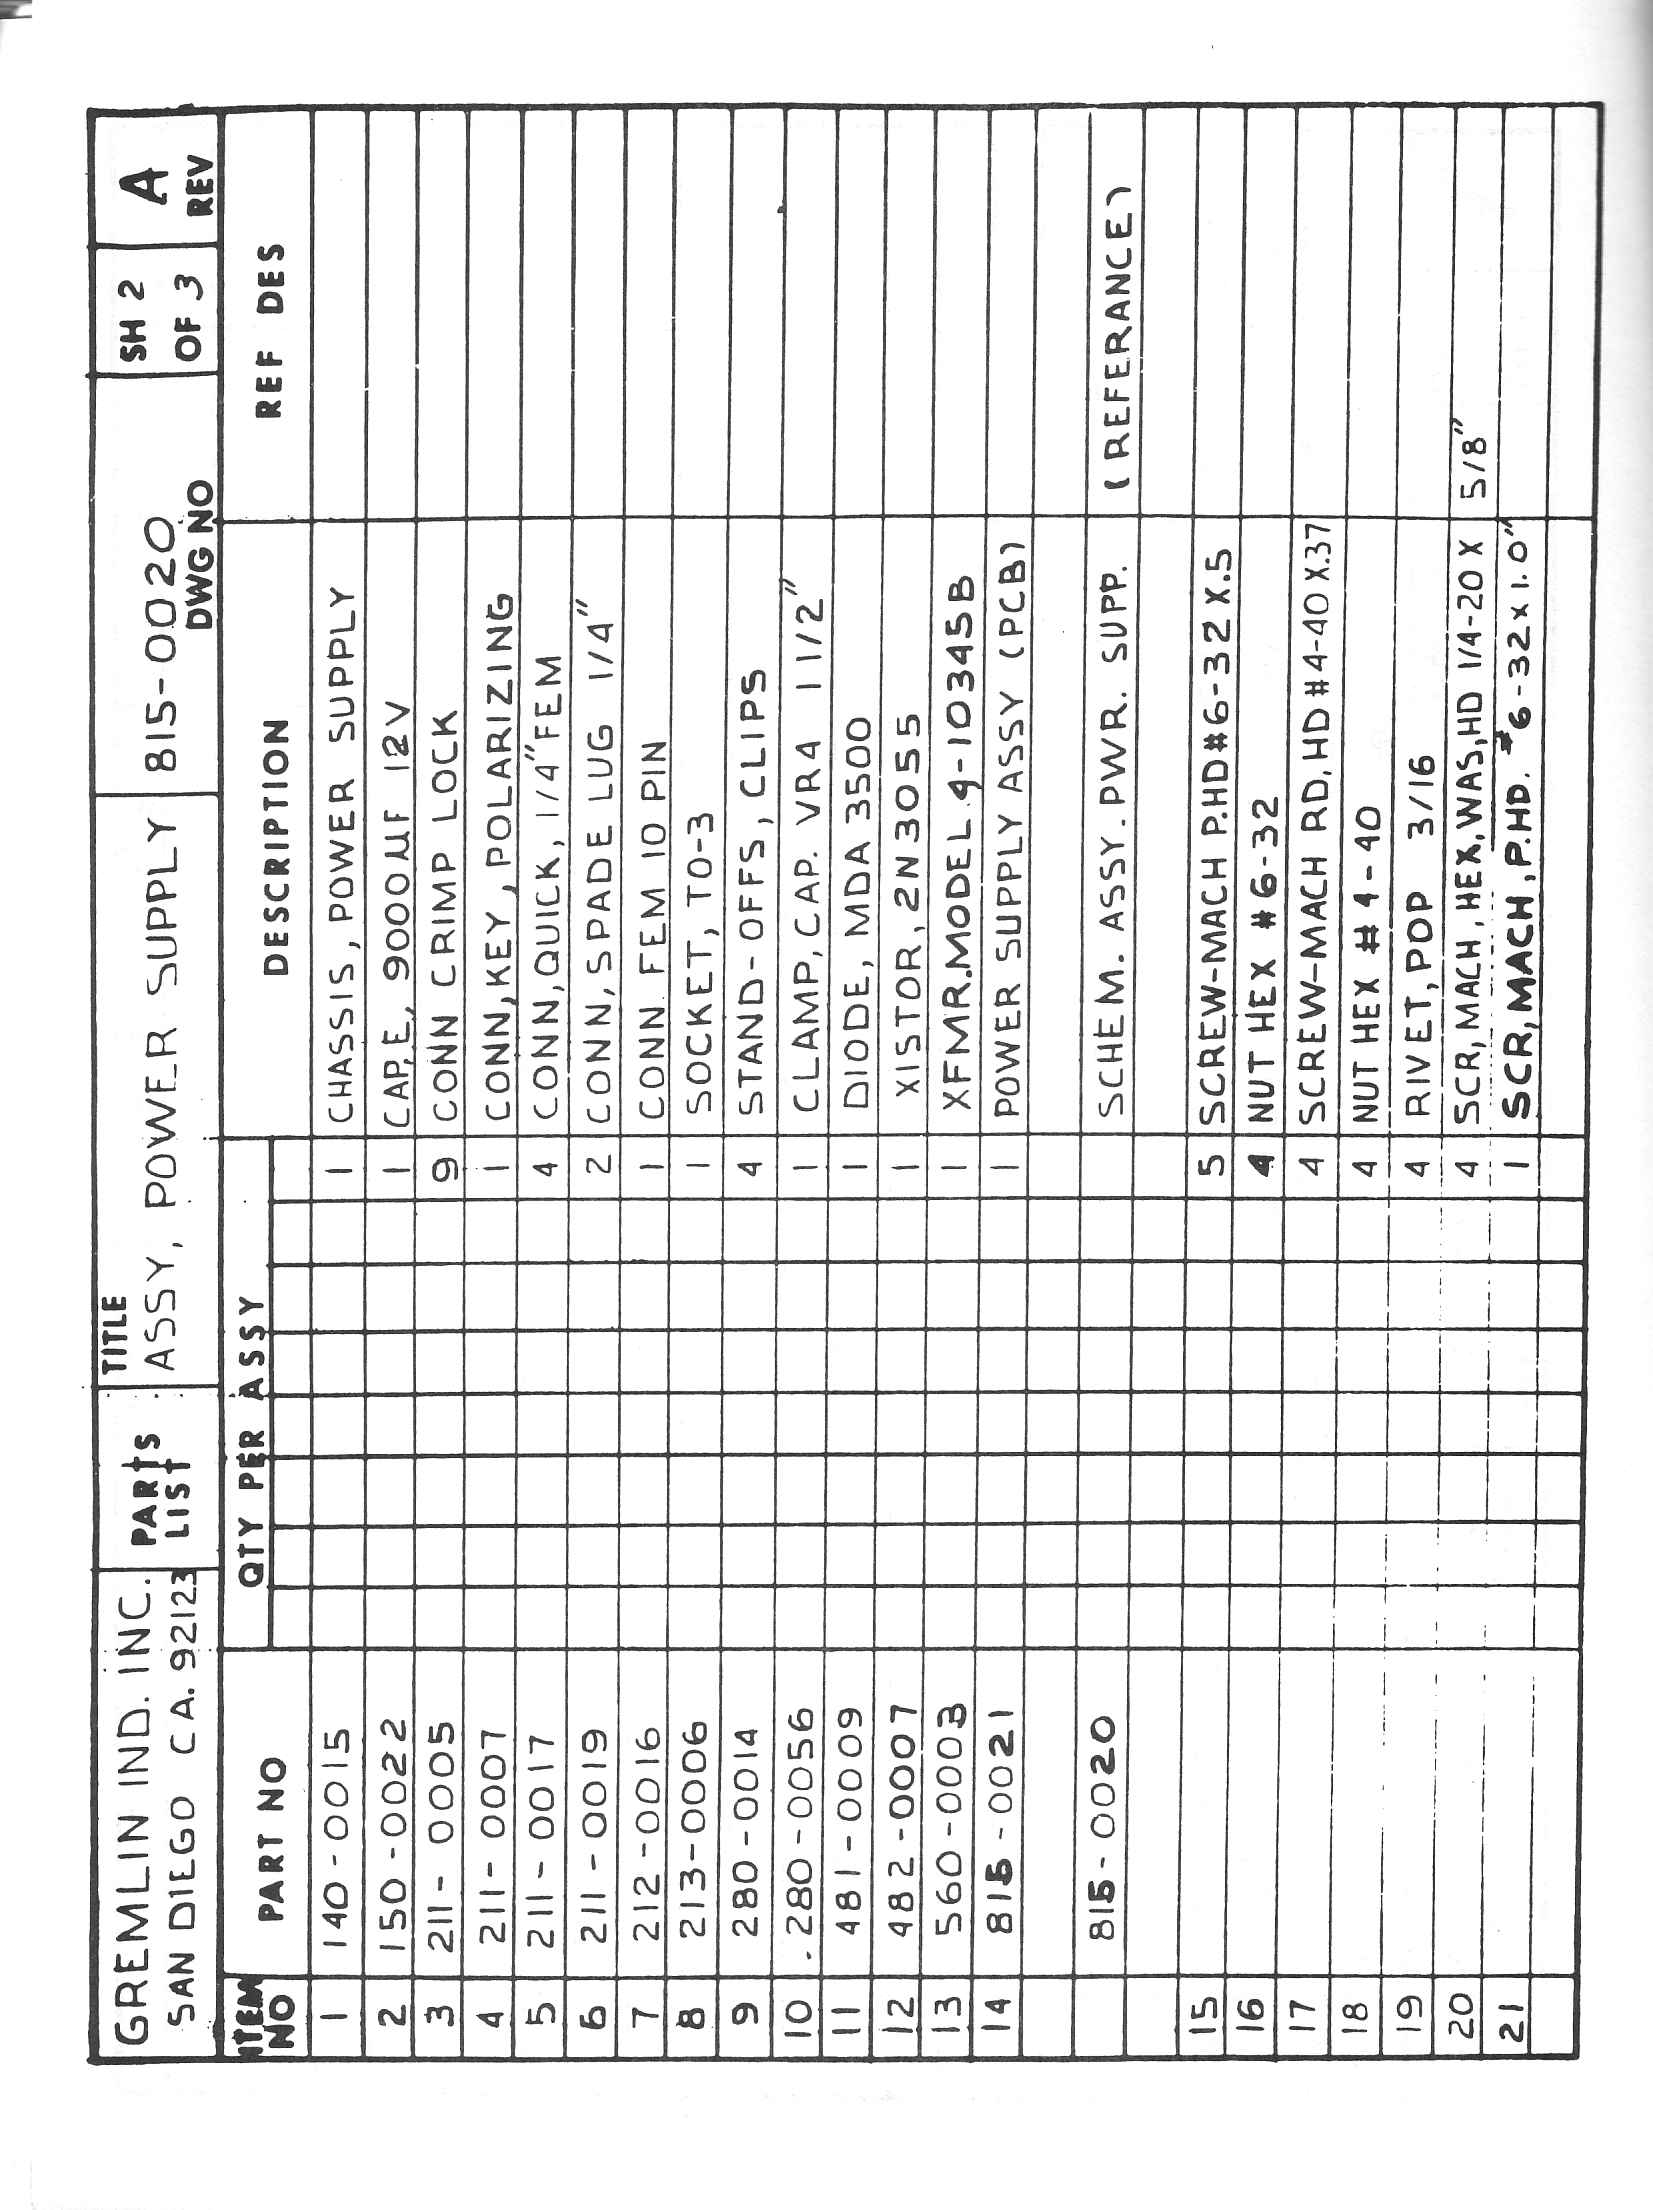 GREMLIN IND. INC.
SAN DIEGO CA. 92123
PARTS
LIST
TITLE
ASSY, POWER SUPPLY
815-0020
DWG NO
SH 2
OF 3
A
REV
ITEM NO PART NO QTY PER ASSY DESCRIPTION REF DES
1 140-0015 1 CHASSIS, POWER SUPPLY
2 150-0022 1 CAP,E, 9000UF 12V
3 211-0005 9 CONN CRIMP LOCK
4 211-0007 1 CONN, KEY, POLARIZING
5 211-0017 4 CONN, QUICK, 1/4" FEM
6 211-0019 2 CONN, SPADE LUG 1/4"
7 212-0016 1 CONN. FEM 10 PIN
8 213-0006 1 SOCKET, TO-3
9 280-0014 4 STAND-OFFS, CLIPS
10 280-0056 1 CLAMP, CAP. VR4 1 1/2"
11 481-0009 1 DIODE, MDA 3500
12 482-0007 1 XISTOR, 2N3055
13 560-0003 1 XFMR. MODEL 4-10345B
14 815-0021 1 POWER SUPPLY ASSY (PCB)
815-0020 SCHEM. ASSY. PWR. SUPP. (REFERANCE)
15 5 SCREW-MACH P.HD #6-32 X.5
16 4 NUT HEX #6-32
17 4 SCREW-MACH RD, HD #4-40 X.37
18 4 NUT HEX #4-40
19 4 RIVET, POP 3/16
20 4 SCR, MACH, HEX, WAS, HD 1/4-20 X 5/8"
21 1 SCR, MACH, P.HD. #6-32 X 1.0"